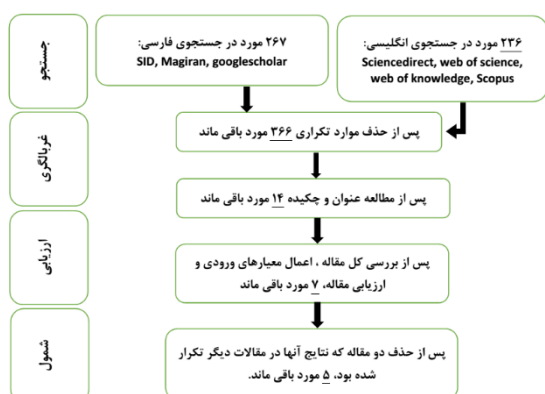 جستجو
۲۶۷ مورد در جستجوی فارسی:
SID, Magiran, googlescholar
۲۳۶ مورد در جستجوی انگلیسی:
Sciencedirect, web of science,
web of knowledge, Scopus
غربالگری
پس از حذف موارد تکراری ۳۶۶ مورد باقی ماند
پس از مطالعه عنوان و چکیده ۱۴ مورد باقی ماند
ارزیابی
پس از بررسی کل مقاله ، اعمال معیارهای ورودی و
ارزیابی مقاله، ۷ مورد باقی ماند
شمول
پس از حذف دو مقاله که نتایج آنها در مقالات دیگر تکرار
شده بود، ۵ مورد باقی ماند.